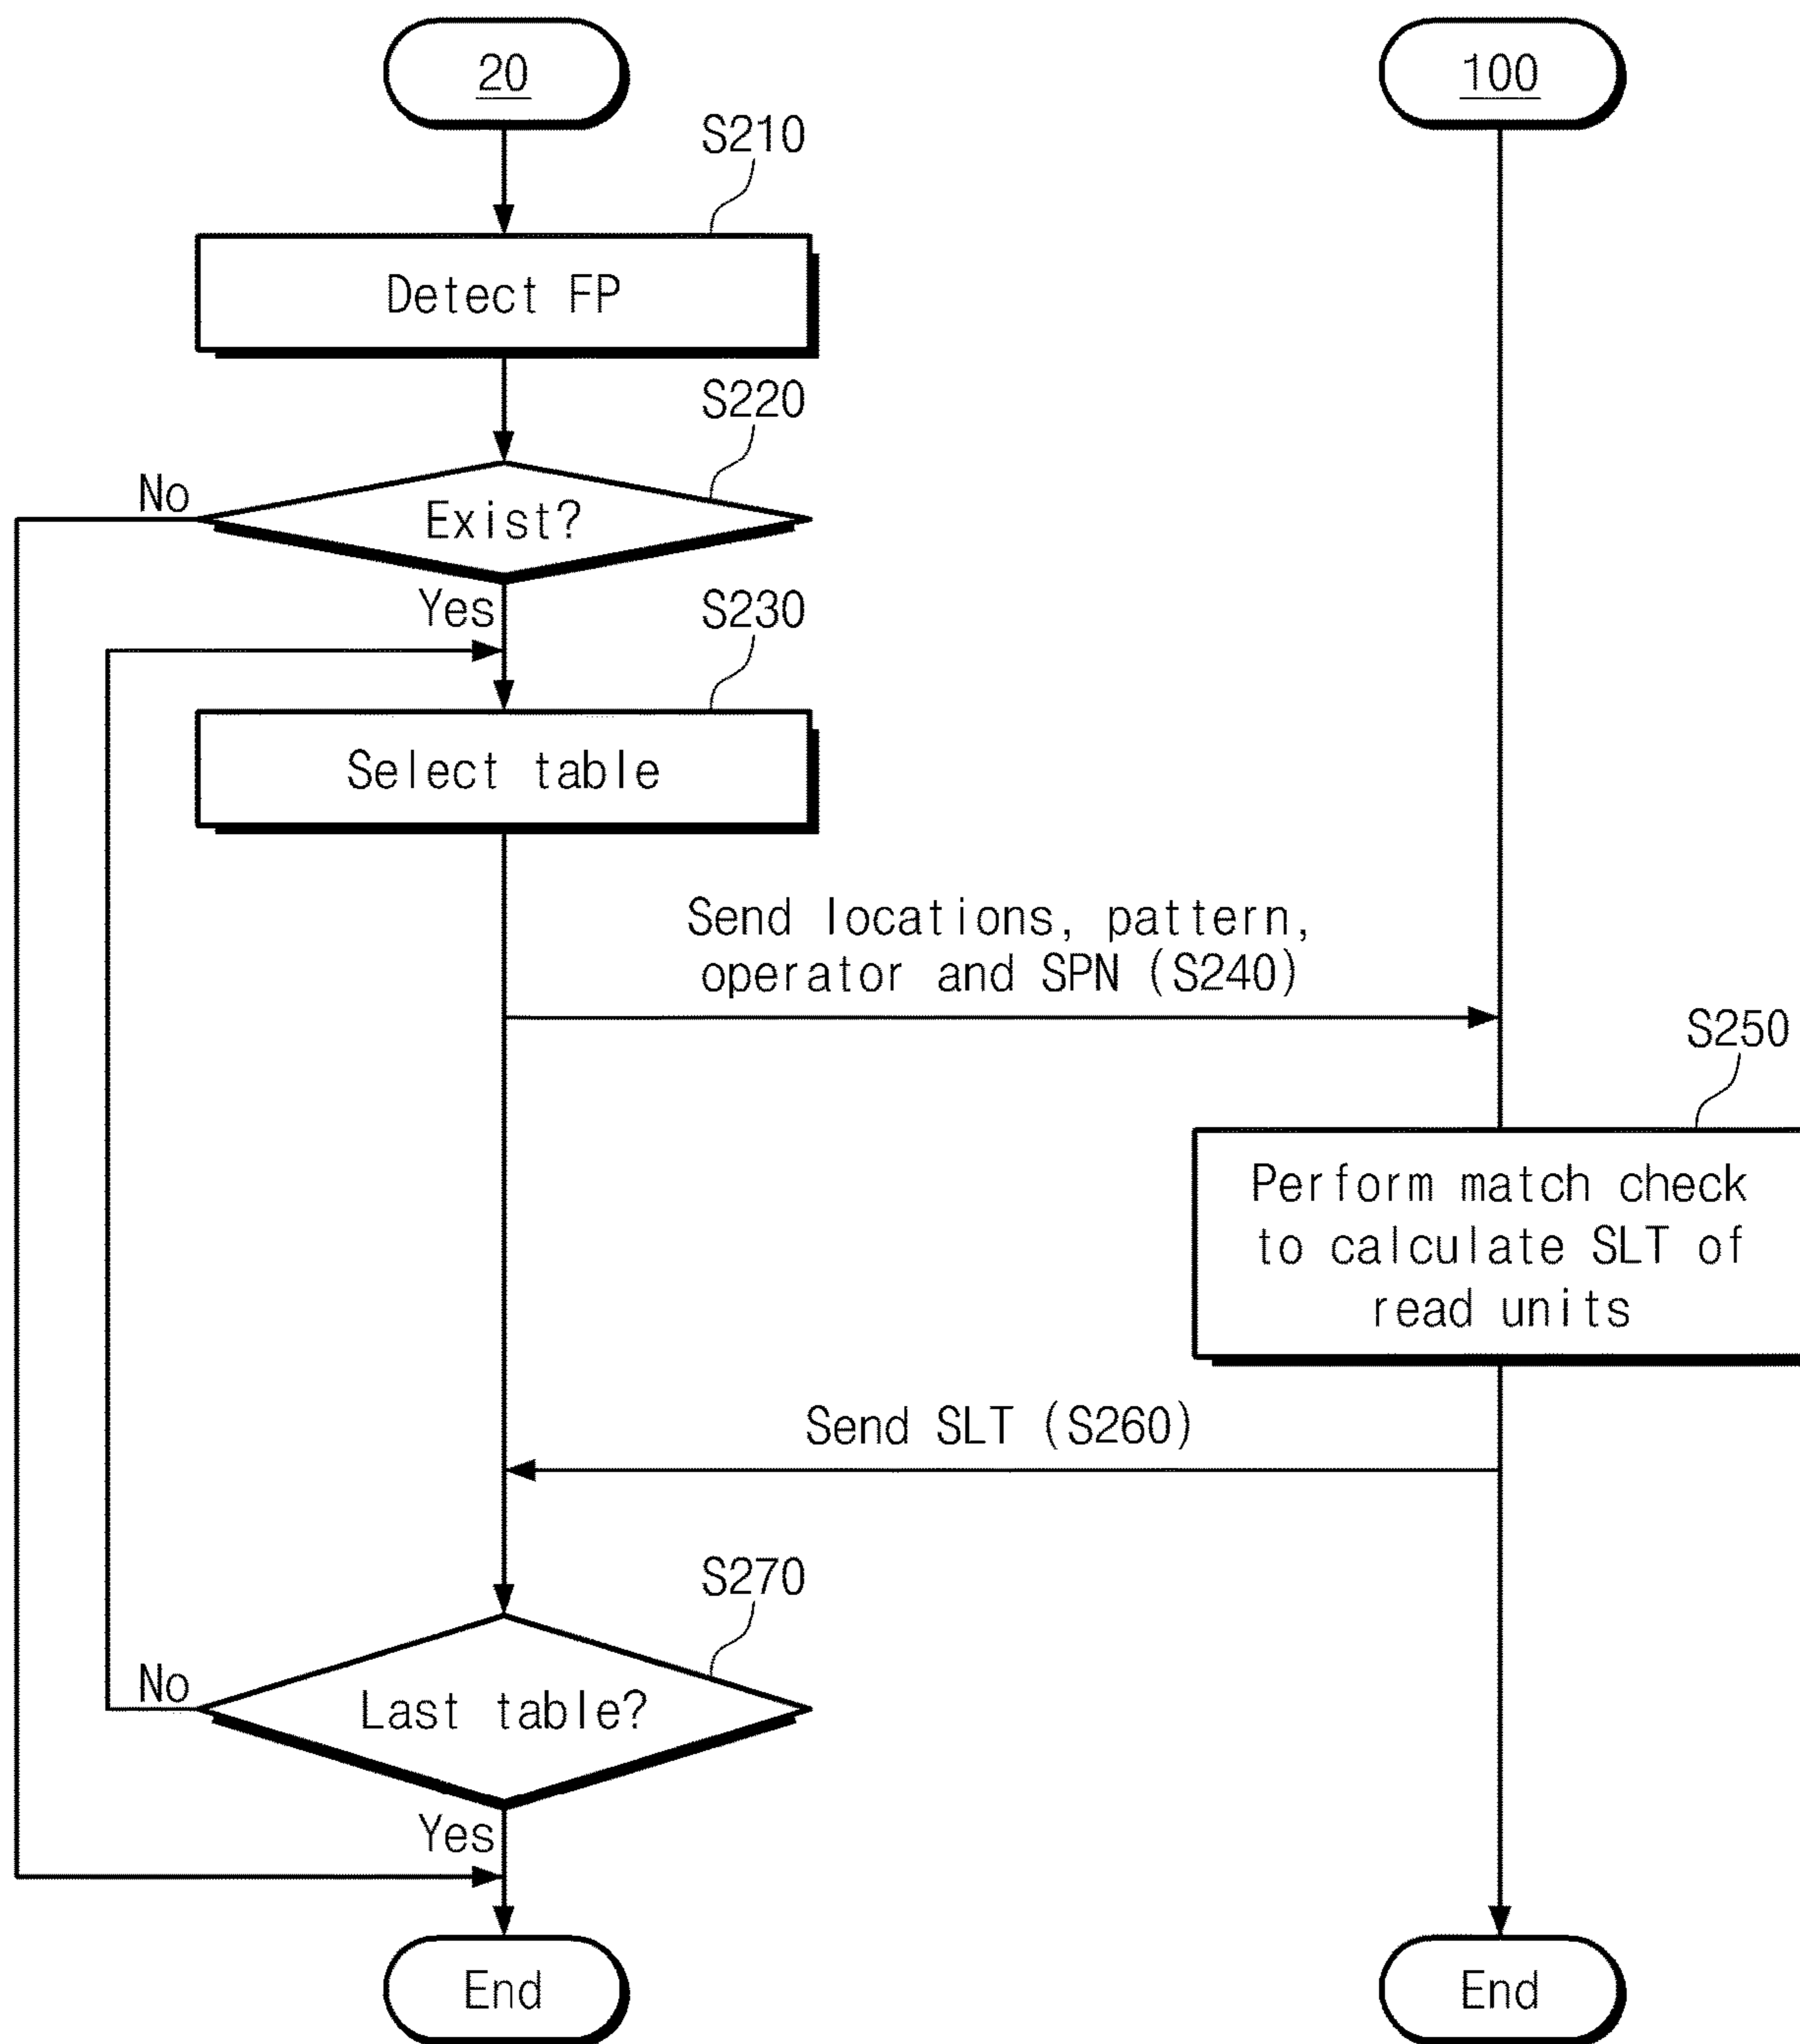 20
100
S210
Detect FP
S220
No
Exist?
Yes
S230
Select table
Send locations, pattern,
operator and SPN (S240)
S250
Perform match check
to calculate SLT of
read units
Send SLT (S260)
S270
No
Last table?
Yes
End
End